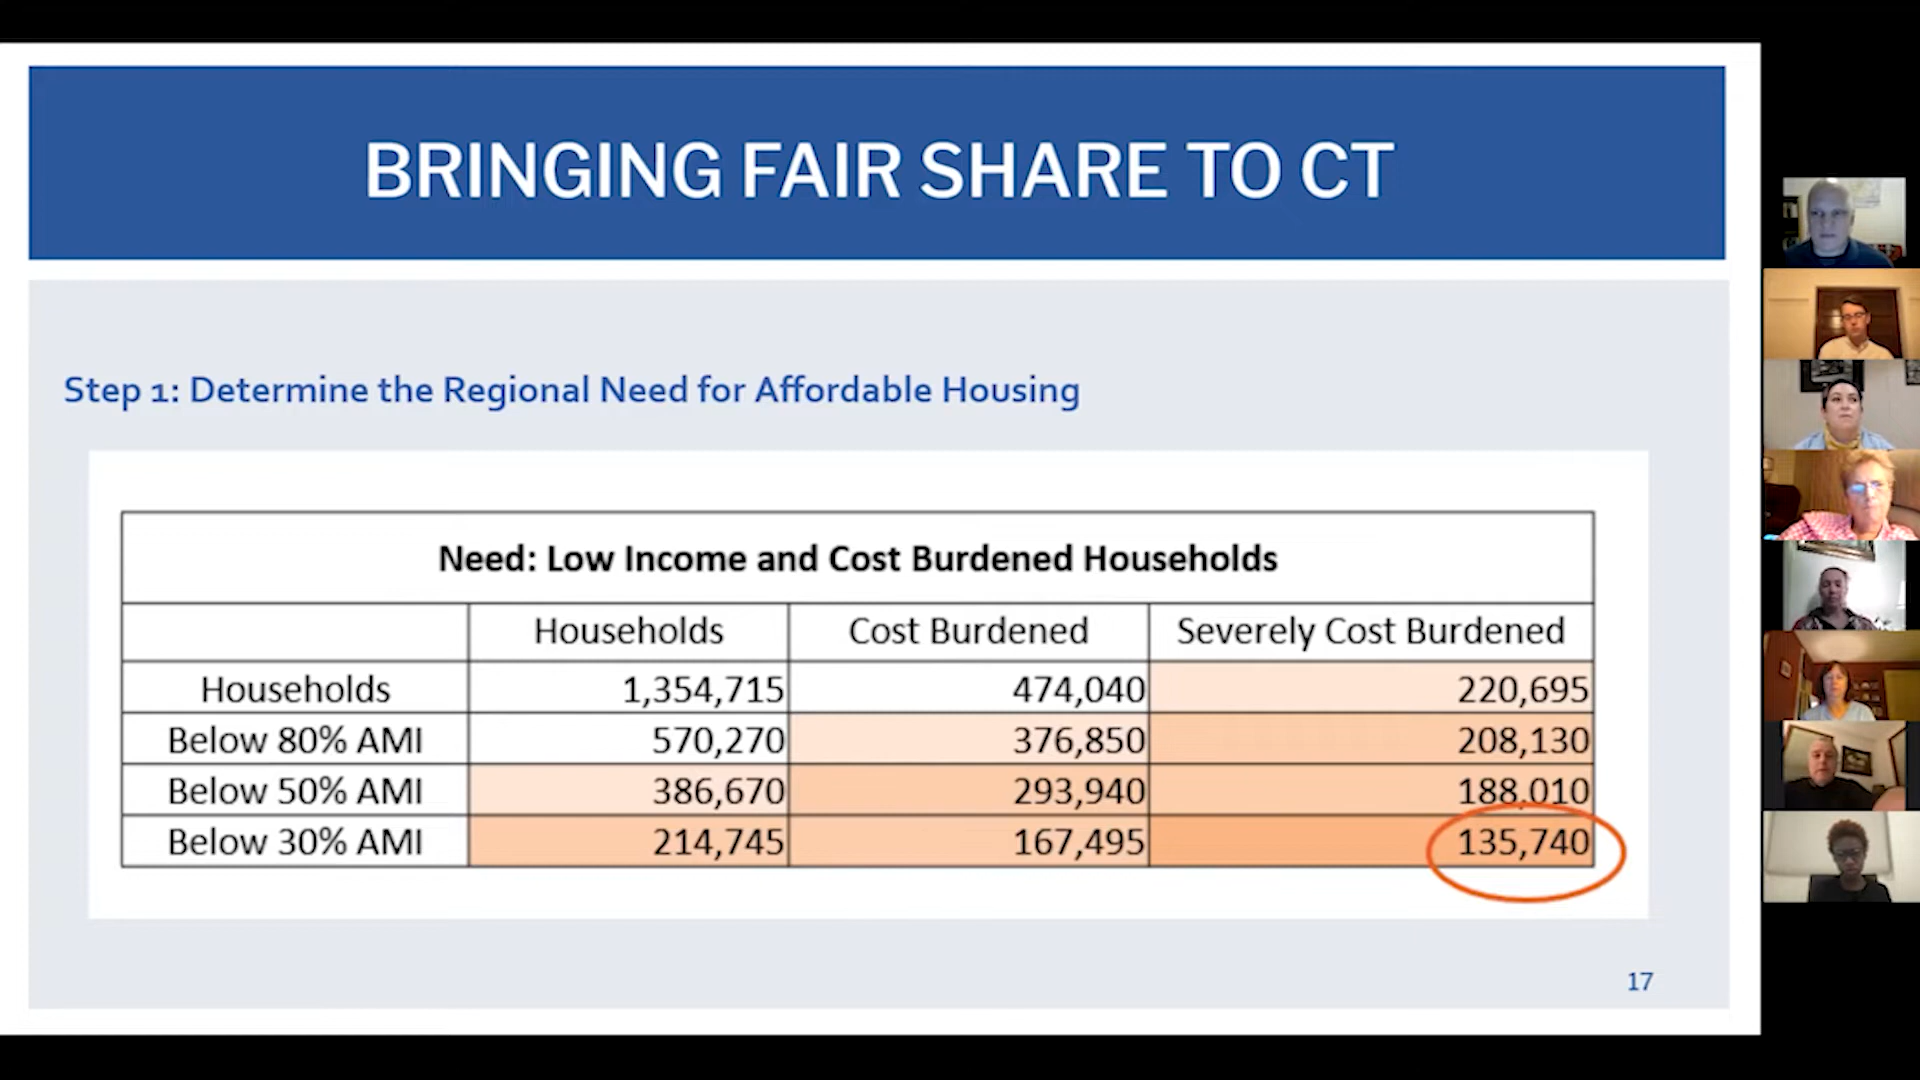 BRINGING FAIR SHARE TO CT
Step 1: Determine the Regional Need for Affordable Housing
Need: Low Income and Cost Burdened Households
Households Cost Burdened Severely Cost Burdened
Households 1,354,715 474,040 220,695
Below 80% AMI 570,270 376,850 208,130
Below 50% AMI 386,670 293,940 188,010
Below 30% AMI 214,745 167,495 135,740
17